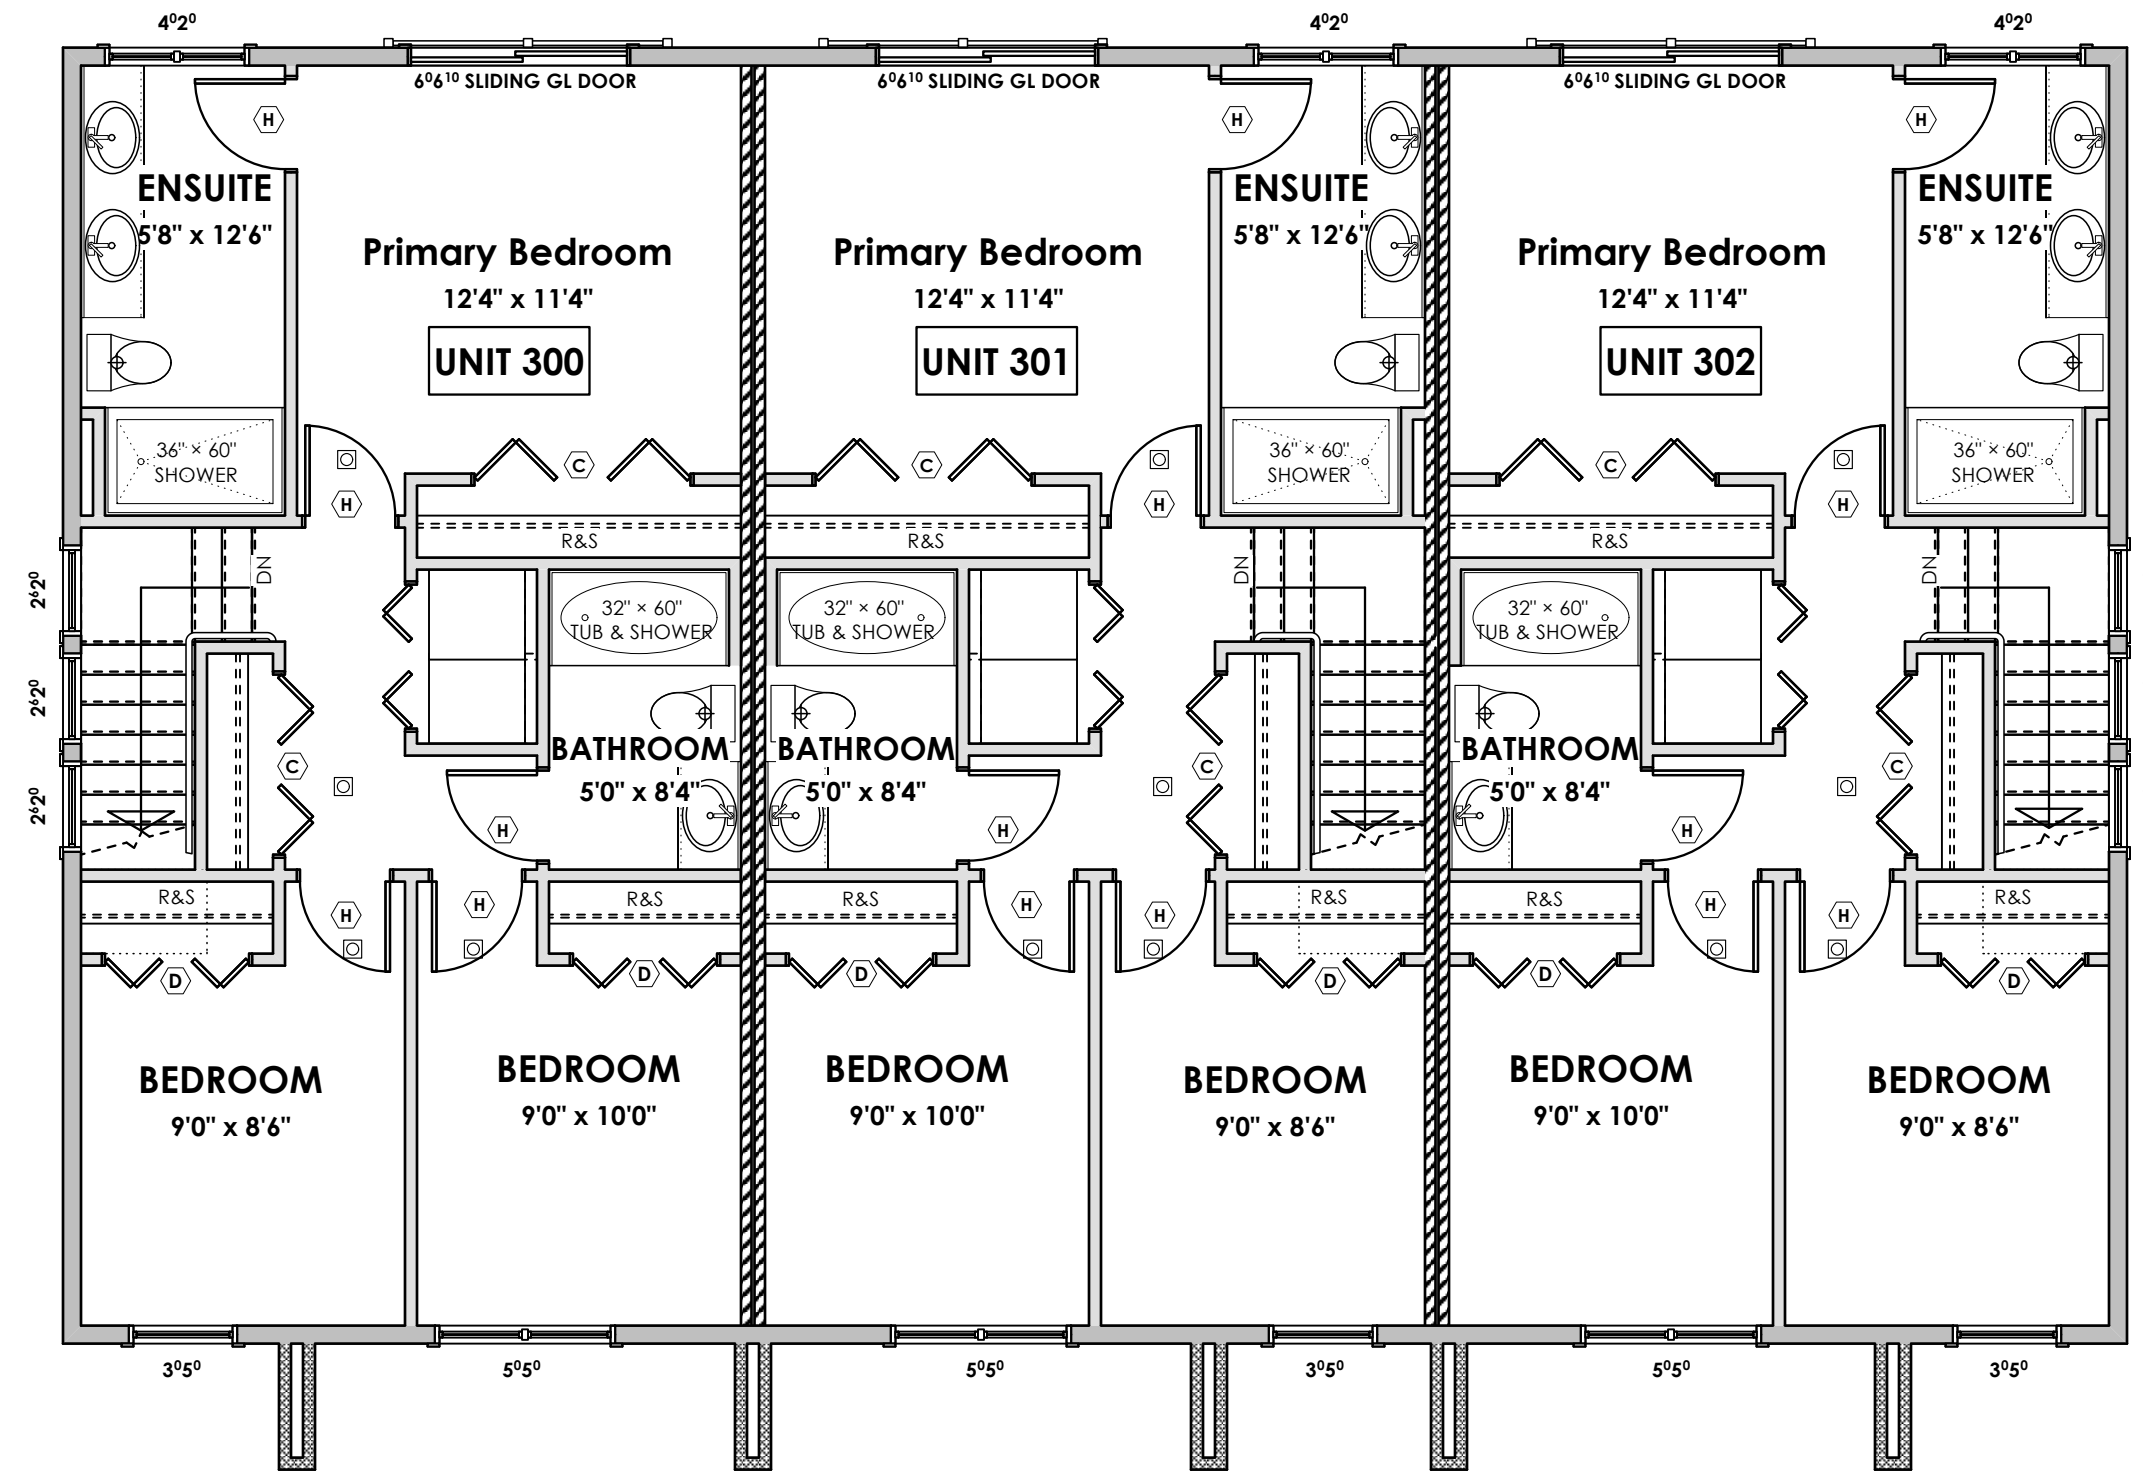 4⁰2⁰
4⁰2⁰
4⁰2⁰
6⁰6¹⁰ SLIDING GL DOOR
6⁰6¹⁰ SLIDING GL DOOR
6⁰6¹⁰ SLIDING GL DOOR
H
H
H
ENSUITE
5'8" x 12'6"
ENSUITE
5'8" x 12'6"
ENSUITE
5'8" x 12'6"
Primary Bedroom
12'4" x 11'4"
UNIT 300
Primary Bedroom
12'4" x 11'4"
UNIT 301
Primary Bedroom
12'4" x 11'4"
UNIT 302
36" × 60"
SHOWER
36" × 60"
SHOWER
36" × 60"
SHOWER
C
C
C
H
H
H
R&S
R&S
R&S
DN
DN
DN
2⁶2⁰
2⁶2⁰
2⁶2⁰
32" × 60"
TUB & SHOWER
32" × 60"
TUB & SHOWER
32" × 60"
TUB & SHOWER
BATHROOM
5'0" x 8'4"
BATHROOM
5'0" x 8'4"
BATHROOM
5'0" x 8'4"
C
C
C
H
H
H
R&S
R&S
R&S
R&S
R&S
R&S
H
H
H
H
H
H
D
D
D
D
D
D
BEDROOM
9'0" x 8'6"
BEDROOM
9'0" x 10'0"
BEDROOM
9'0" x 10'0"
BEDROOM
9'0" x 8'6"
BEDROOM
9'0" x 10'0"
BEDROOM
9'0" x 8'6"
3⁰5⁰
5⁰5⁰
5⁰5⁰
3⁰5⁰
5⁰5⁰
3⁰5⁰